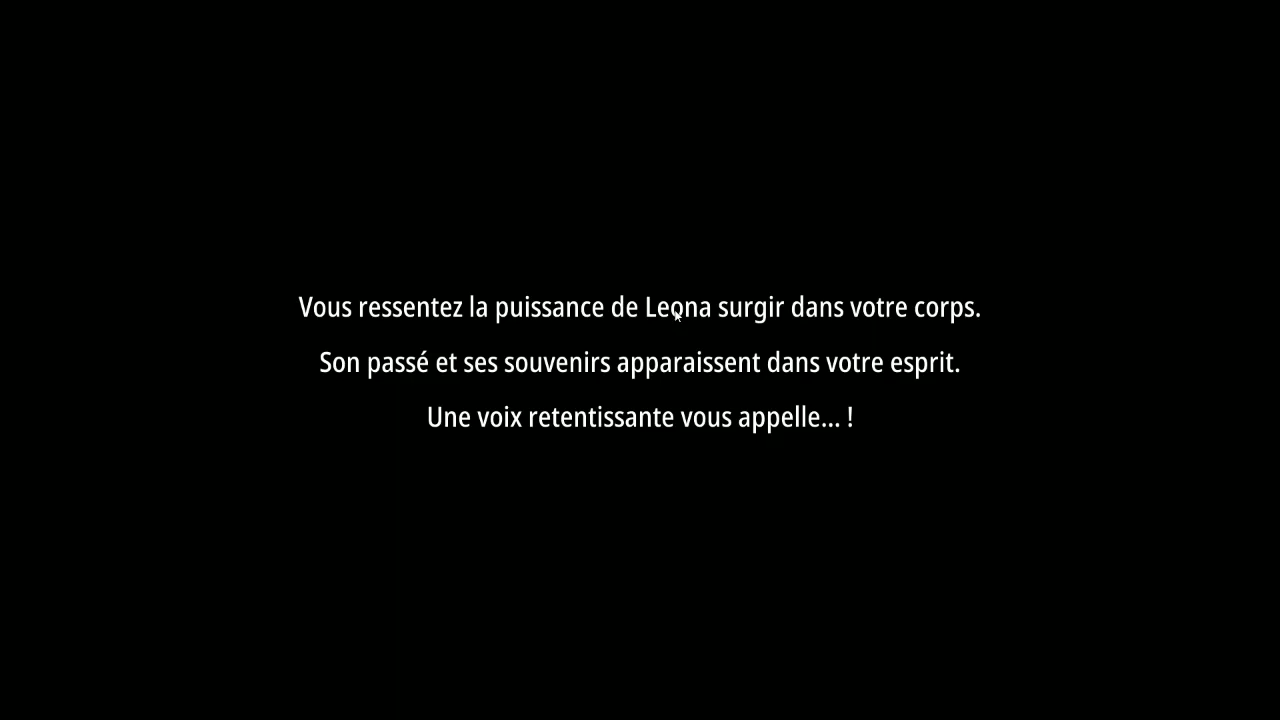 Vous ressentez la puissance de Leona surgir dans votre corps.
Son passé et ses souvenirs apparaissent dans votre esprit.
Une voix retentissante vous appelle... !